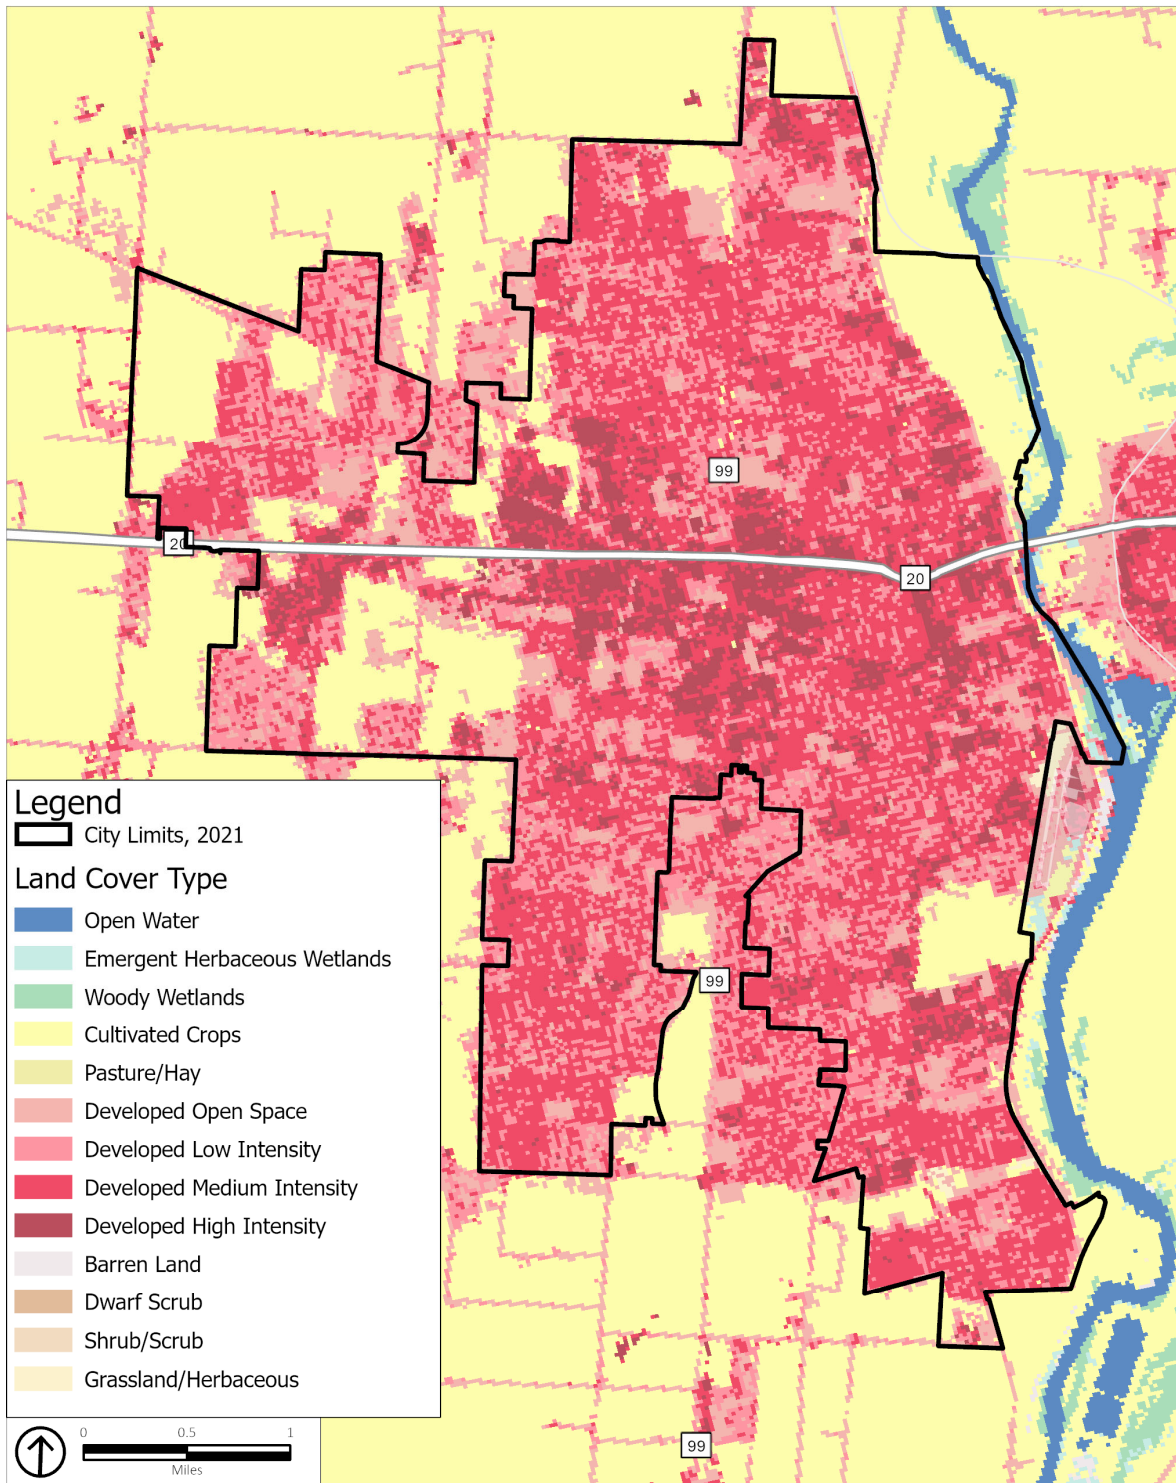 99
20
20
99
99
Legend
City Limits, 2021
Land Cover Type
Open Water
Emergent Herbaceous Wetlands
Woody Wetlands
Cultivated Crops
Pasture/Hay
Developed Open Space
Developed Low Intensity
Developed Medium Intensity
Developed High Intensity
Barren Land
Dwarf Scrub
Shrub/Scrub
Grassland/Herbaceous
0 0.5 1
Miles